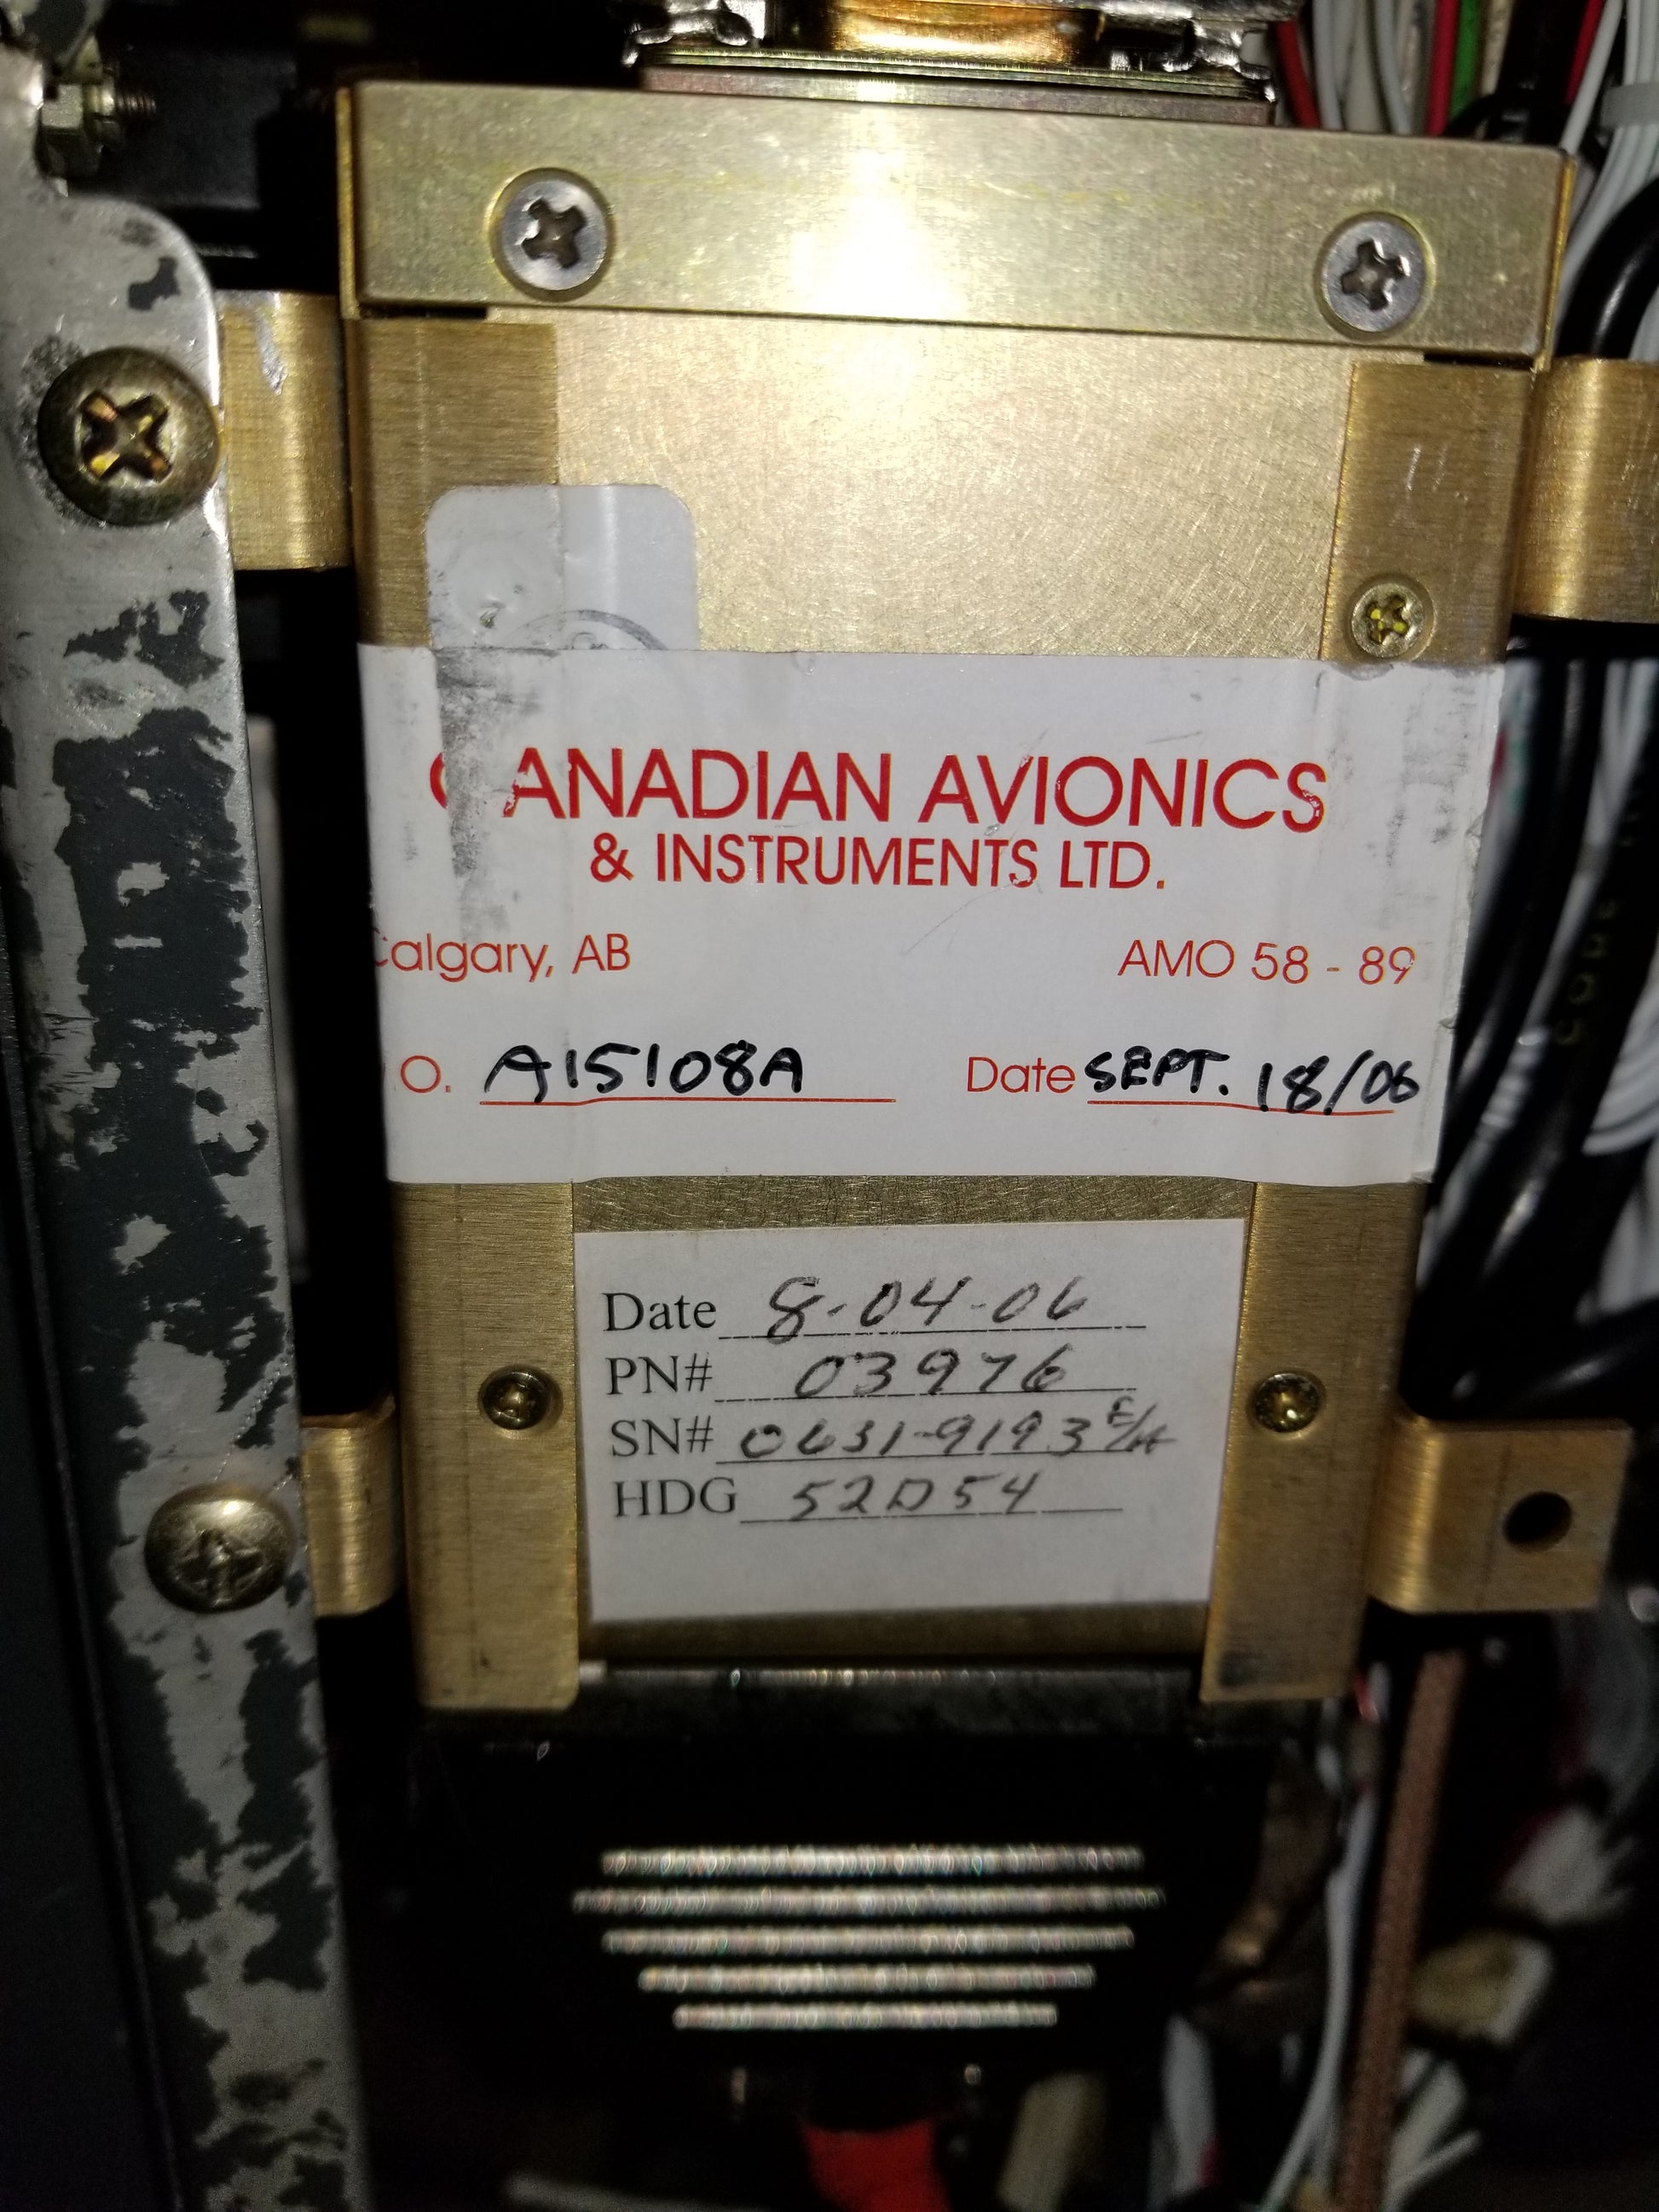 CANADIAN AVIONICS
& INSTRUMENTS LTD.
Calgary, AB AMO 58 - 89
O. A15108A Date SEPT. 18/06
Date 8-04-06
PN# 03976
SN# 0631-9193 E/A
HDG 52D54